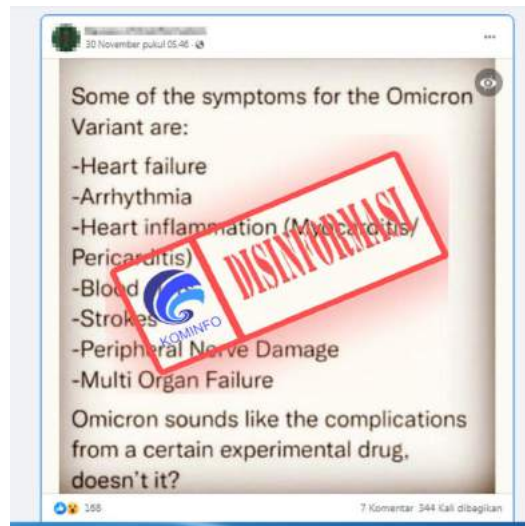 30 November pukul 05.46
Some of the symptoms for the Omicron
Variant are:
-Heart failure
-Arrhythmia
-Heart inflammation (Myocarditis/
Pericarditis)
-Blood
-Strokes
-Peripheral Nerve Damage
-Multi Organ Failure
Omicron sounds like the complications
from a certain experimental drug,
doesn't it?
KOMINFO
DISINFORMASI
168
7 Komentar 344 Kali dibagikan